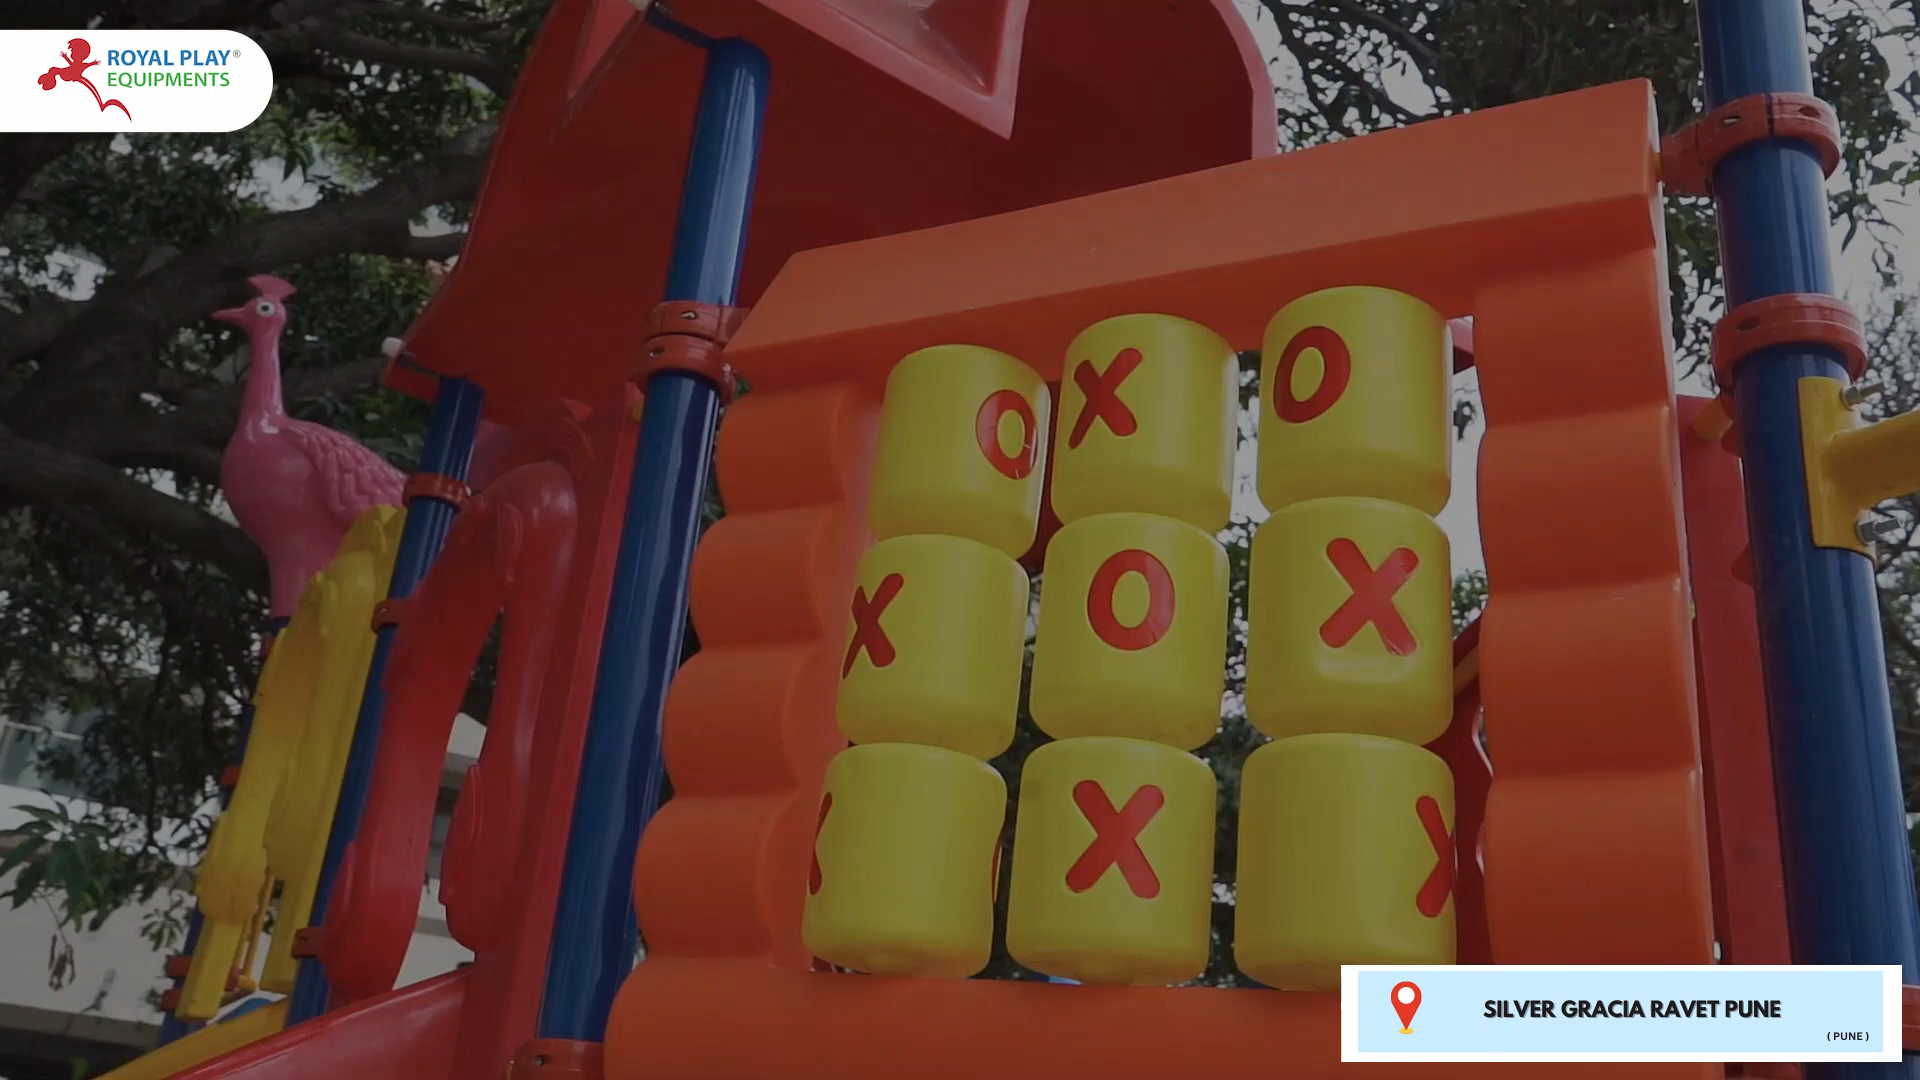 ROYAL PLAY®
EQUIPMENTS
O X O
X O X
X X X
SILVER GRACIA RAVET PUNE
( PUNE )